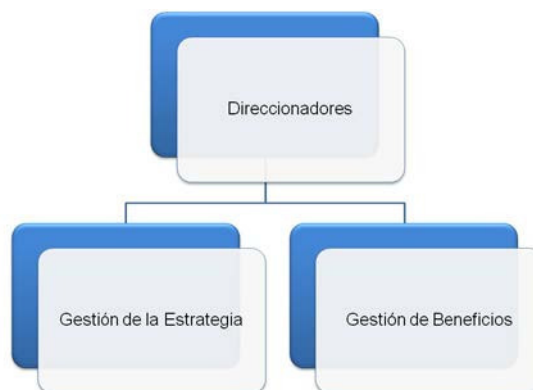 Direccionadores
Gestión de la Estrategia
Gestión de Beneficios